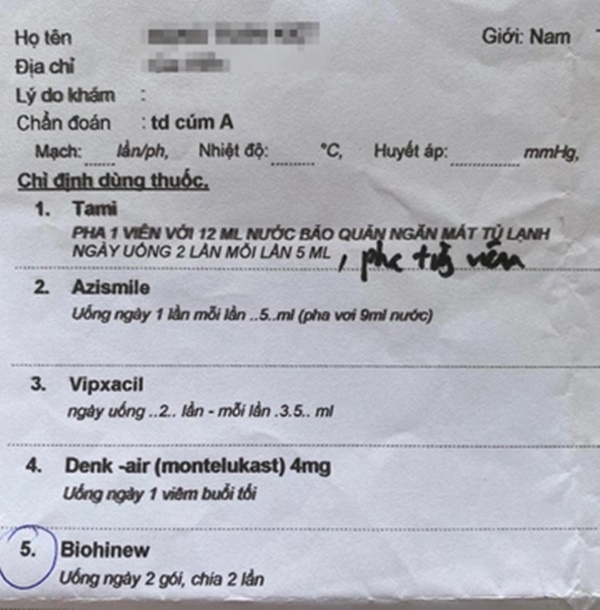 Họ tên Giới: Nam
Địa chỉ
Lý do khám :
Chẩn đoán : td cúm A
Mạch: ...... lần/ph, Nhiệt độ: ........ °C, Huyết áp: ............ mmHg,
Chỉ định dùng thuốc.
1. Tami
PHA 1 VIÊN VỚI 12 ML NƯỚC BẢO QUẢN NGĂN MÁT TỦ LẠNH
NGÀY UỐNG 2 LẦN MỖI LẦN 5 ML , pha từng viên
2. Azismile
Uống ngày 1 lần mỗi lần ..5..ml (pha vơi 9ml nước)
3. Vipxacil
ngày uống ..2.. lần - mỗi lần .3.5.. ml
4. Denk -air (montelukast) 4mg
Uống ngày 1 viêm buổi tối
5. Biohinew
Uống ngày 2 gói, chia 2 lần